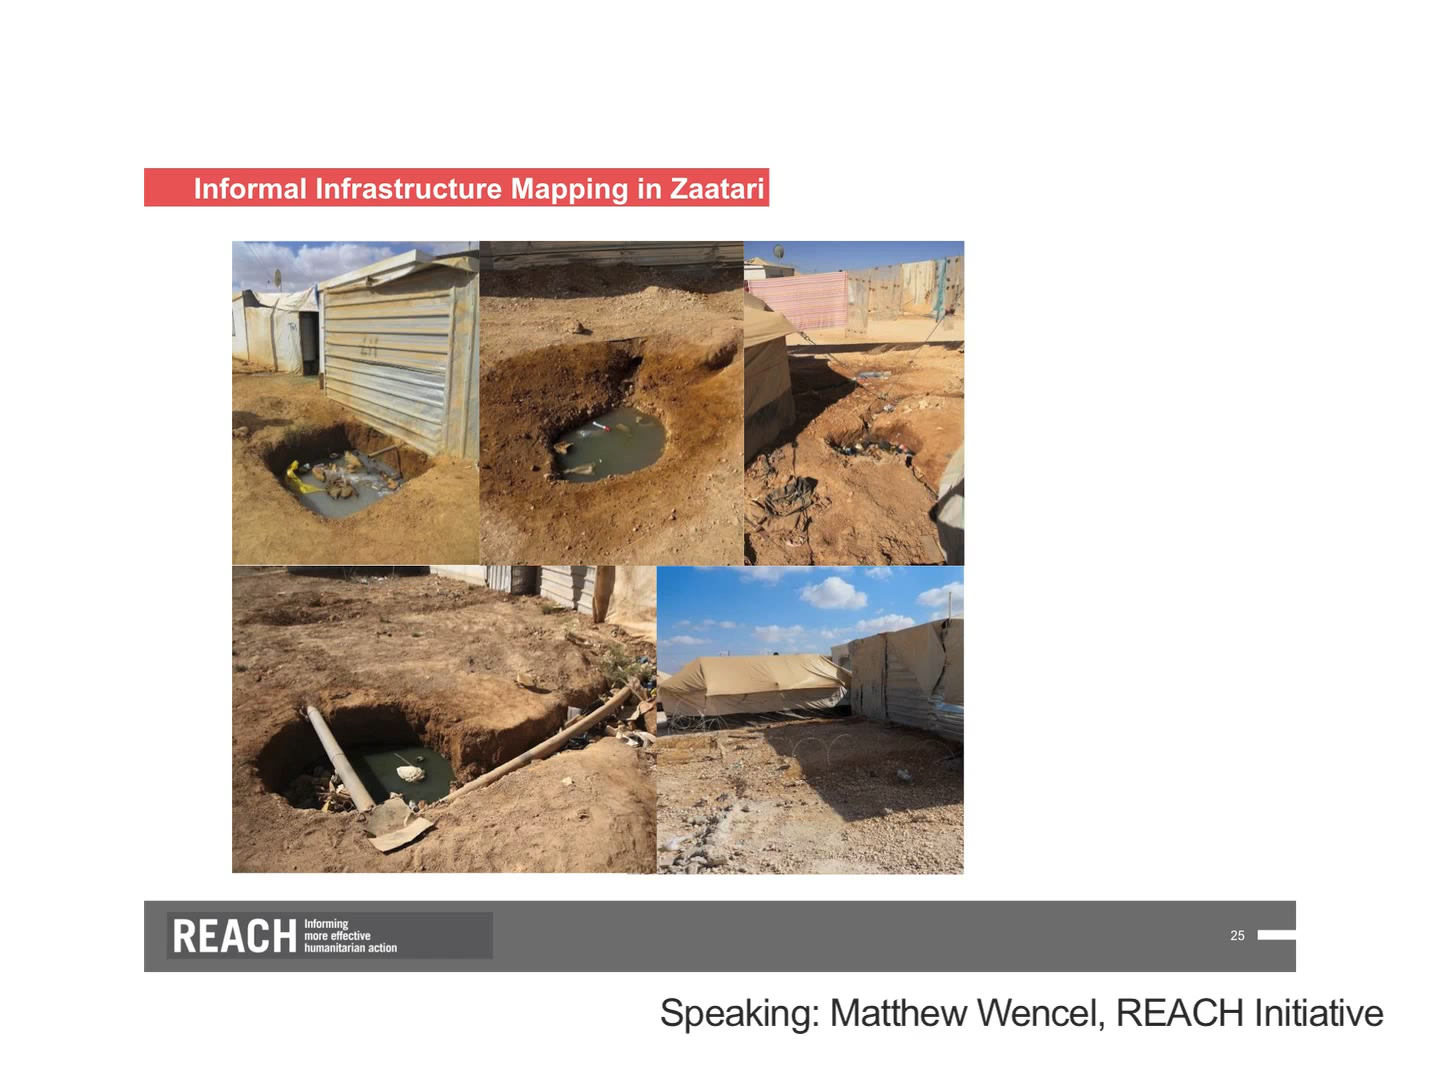 Informal Infrastructure Mapping in Zaatari
REACH
Informing
more effective
humanitarian action
25
Speaking: Matthew Wencel, REACH Initiative